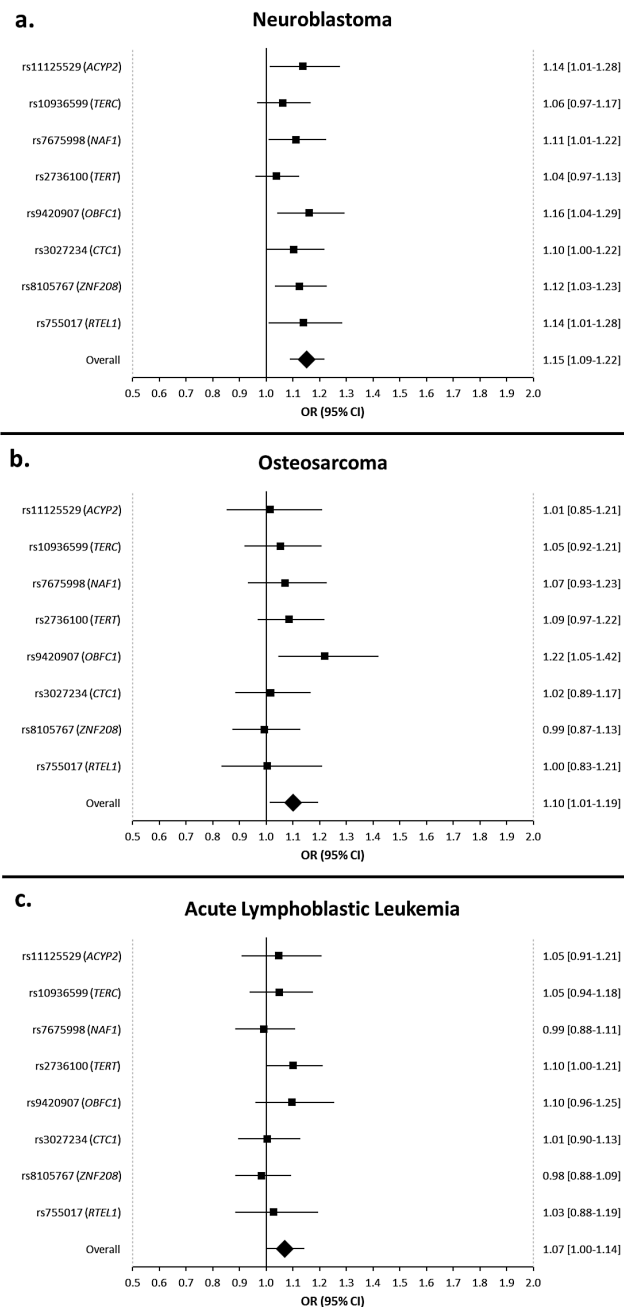 a.
Neuroblastoma
rs11125529 (ACYP2) 1.14 [1.01-1.28]
rs10936599 (TERC) 1.06 [0.97-1.17]
rs7675998 (NAF1) 1.11 [1.01-1.22]
rs2736100 (TERT) 1.04 [0.97-1.13]
rs9420907 (OBFC1) 1.16 [1.04-1.29]
rs3027234 (CTC1) 1.10 [1.00-1.22]
rs8105767 (ZNF208) 1.12 [1.03-1.23]
rs755017 (RTEL1) 1.14 [1.01-1.28]
Overall 1.15 [1.09-1.22]
0.5 0.6 0.7 0.8 0.9 1.0 1.1 1.2 1.3 1.4 1.5 1.6 1.7 1.8 1.9 2.0
OR (95% CI)
b.
Osteosarcoma
rs11125529 (ACYP2) 1.01 [0.85-1.21]
rs10936599 (TERC) 1.05 [0.92-1.21]
rs7675998 (NAF1) 1.07 [0.93-1.23]
rs2736100 (TERT) 1.09 [0.97-1.22]
rs9420907 (OBFC1) 1.22 [1.05-1.42]
rs3027234 (CTC1) 1.02 [0.89-1.17]
rs8105767 (ZNF208) 0.99 [0.87-1.13]
rs755017 (RTEL1) 1.00 [0.83-1.21]
Overall 1.10 [1.01-1.19]
0.5 0.6 0.7 0.8 0.9 1.0 1.1 1.2 1.3 1.4 1.5 1.6 1.7 1.8 1.9 2.0
OR (95% CI)
c.
Acute Lymphoblastic Leukemia
rs11125529 (ACYP2) 1.05 [0.91-1.21]
rs10936599 (TERC) 1.05 [0.94-1.18]
rs7675998 (NAF1) 0.99 [0.88-1.11]
rs2736100 (TERT) 1.10 [1.00-1.21]
rs9420907 (OBFC1) 1.10 [0.96-1.25]
rs3027234 (CTC1) 1.01 [0.90-1.13]
rs8105767 (ZNF208) 0.98 [0.88-1.09]
rs755017 (RTEL1) 1.03 [0.88-1.19]
Overall 1.07 [1.00-1.14]
0.5 0.6 0.7 0.8 0.9 1.0 1.1 1.2 1.3 1.4 1.5 1.6 1.7 1.8 1.9 2.0
OR (95% CI)